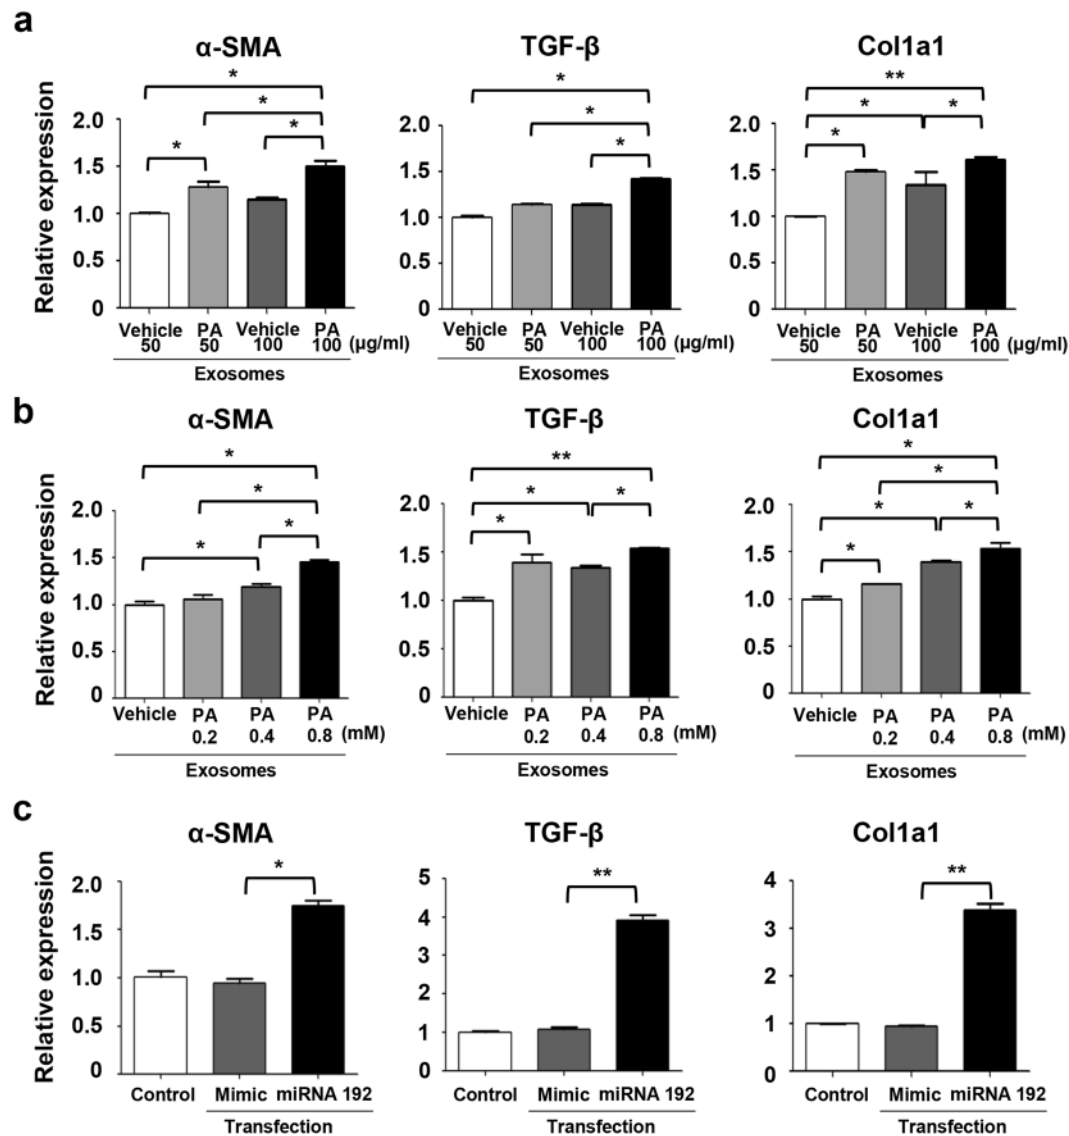 a
α-SMA TGF-β Col1a1
Relative expression
* * * *
* * *
** * * *
2.0 1.5 1.0 0.5 0
2.0 1.5 1.0 0.5 0
2.0 1.5 1.0 0.5 0
Vehicle PA Vehicle PA
50 50 100 100 (μg/ml)
Exosomes
Vehicle PA Vehicle PA
50 50 100 100 (μg/ml)
Exosomes
Vehicle PA Vehicle PA
50 50 100 100 (μg/ml)
Exosomes
b
α-SMA TGF-β Col1a1
Relative expression
* * * *
** * * *
* * * * *
2.0 1.5 1.0 0.5 0
2.0 1.5 1.0 0.5 0
2.0 1.5 1.0 0.5 0
Vehicle PA PA PA
0.2 0.4 0.8 (mM)
Exosomes
Vehicle PA PA PA
0.2 0.4 0.8 (mM)
Exosomes
Vehicle PA PA PA
0.2 0.4 0.8 (mM)
Exosomes
c
α-SMA TGF-β Col1a1
Relative expression
*
**
**
2.0 1.5 1.0 0.5 0
5 4 3 2 1 0
4 3 2 1 0
Control Mimic miRNA 192
Transfection
Control Mimic miRNA 192
Transfection
Control Mimic miRNA 192
Transfection